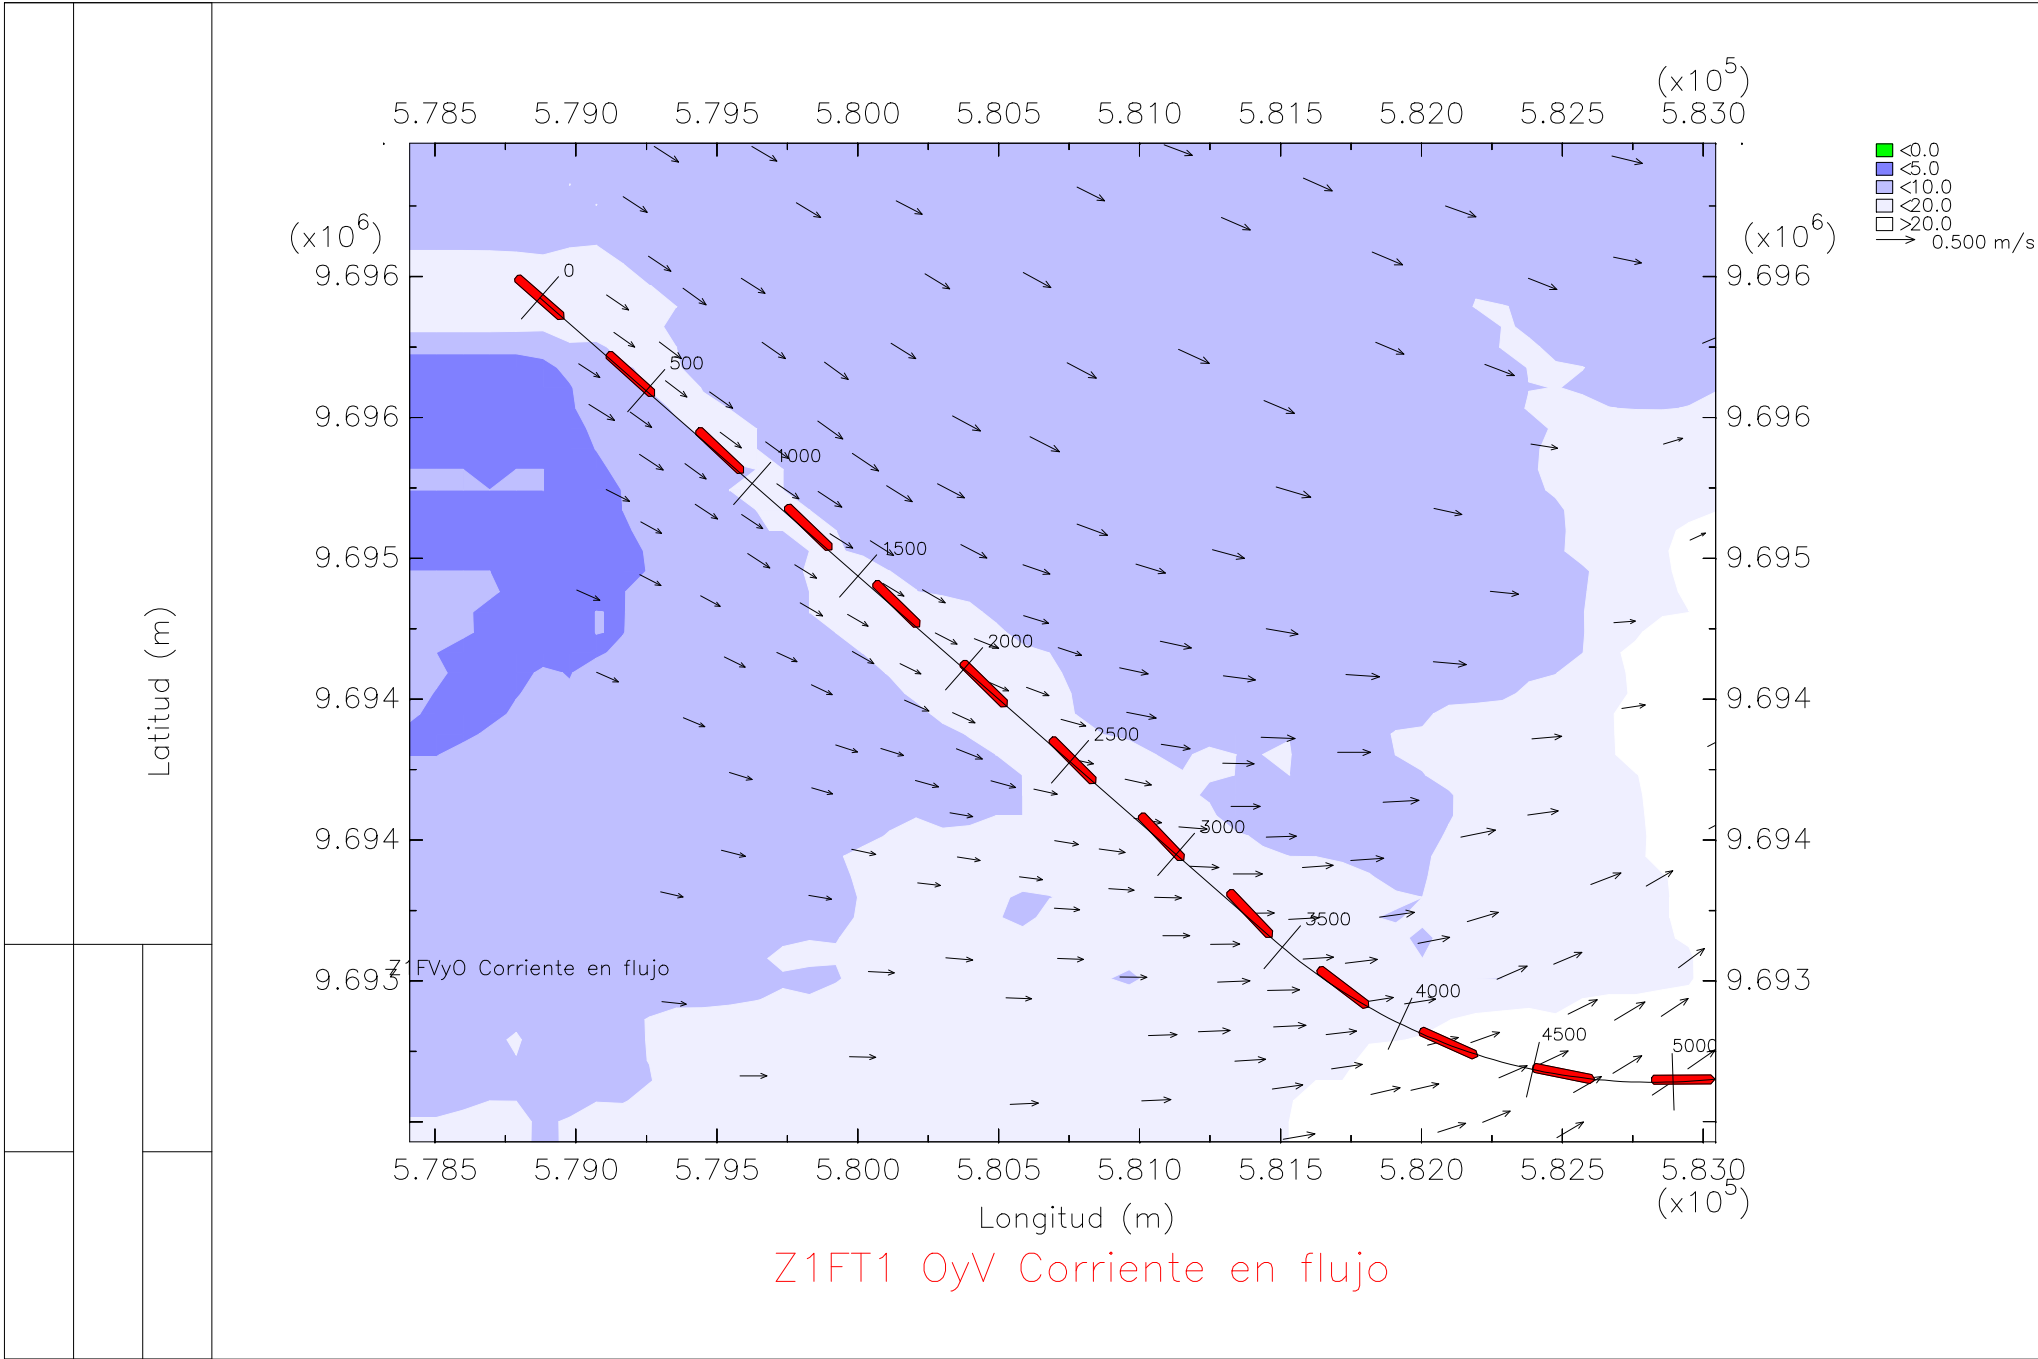 (x10^5)
5.785 5.790 5.795 5.800 5.805 5.810 5.815 5.820 5.825 5.830
<0.0
<5.0
<10.0
<20.0
>20.0
0.500 m/s
(x10^6) (x10^6)
9.696 9.696
0
500
9.696 9.696
1000
9.695 9.695
1500
2000
9.694 9.694
2500
9.694 9.694
3000
3500
Z1FVyO Corriente en flujo
9.693 9.693
4000
4500
5000
Latitud (m)
5.785 5.790 5.795 5.800 5.805 5.810 5.815 5.820 5.825 5.830
(x10^5)
Longitud (m)
Z1FT1 OyV Corriente en flujo